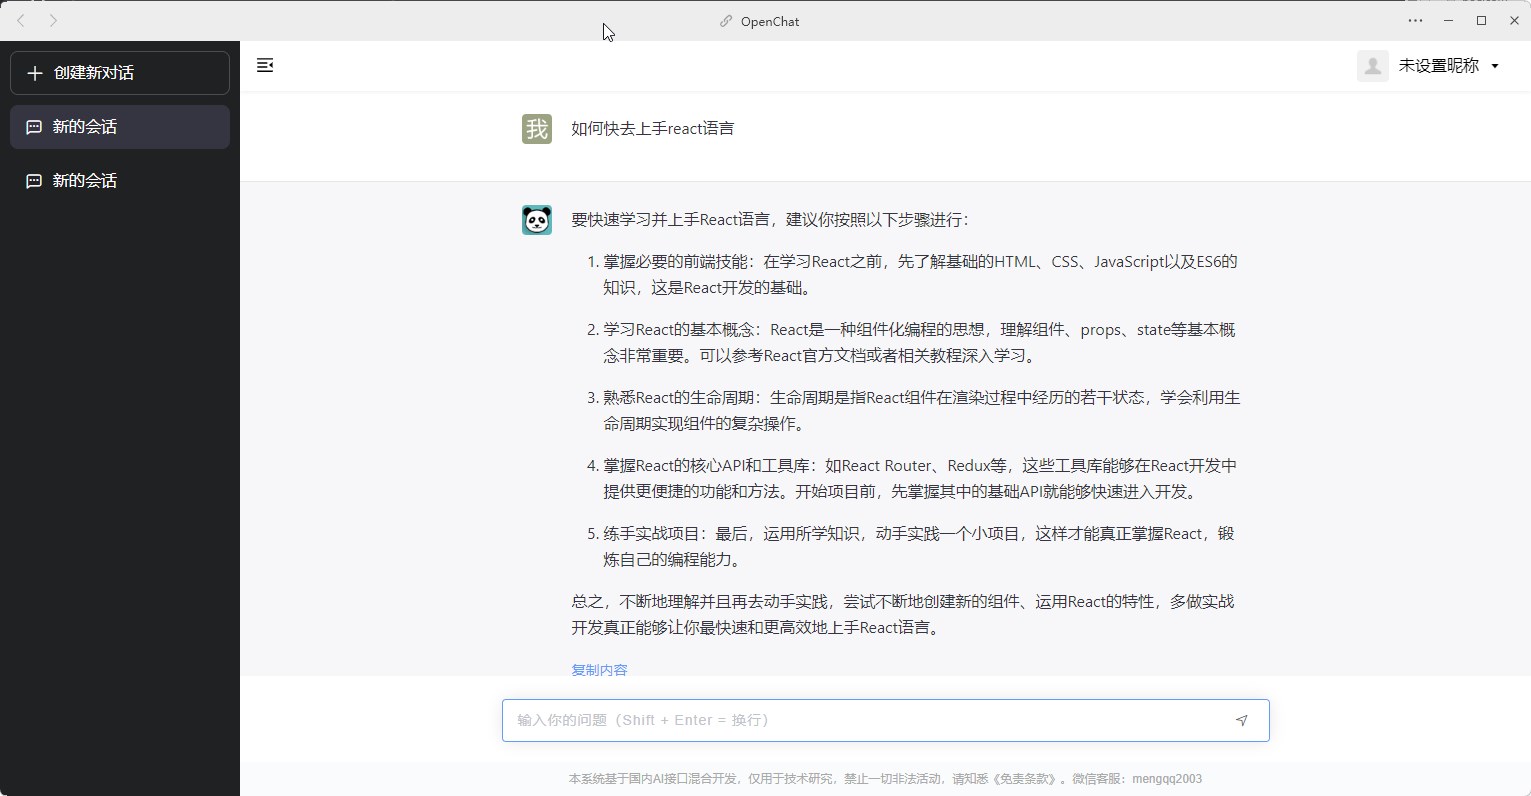 OpenChat
创建新对话
新的会话
新的会话
未设置昵称
我
如何快去上手react语言
要快速学习并上手React语言，建议你按照以下步骤进行：
1. 掌握必要的前端技能：在学习React之前，先了解基础的HTML、CSS、JavaScript以及ES6的
知识，这是React开发的基础。
2. 学习React的基本概念：React是一种组件化编程的思想，理解组件、props、state等基本概
念非常重要。可以参考React官方文档或者相关教程深入学习。
3. 熟悉React的生命周期：生命周期是指React组件在渲染过程中经历的若干状态，学会利用生
命周期实现组件的复杂操作。
4. 掌握React的核心API和工具库：如React Router、Redux等，这些工具库能够在React开发中
提供更便捷的功能和方法。开始项目前，先掌握其中的基础API就能够快速进入开发。
5. 练手实战项目：最后，运用所学知识，动手实践一个小项目，这样才能真正掌握React，锻
炼自己的编程能力。
总之，不断地理解并且再去动手实践，尝试不断地创建新的组件、运用React的特性，多做实战
开发真正能够让你最快速和更高效地上手React语言。
复制内容
输入你的问题（Shift + Enter = 换行）
本系统基于国内AI接口混合开发，仅用于技术研究，禁止一切非法活动，请知悉《免责条款》。微信客服：mengqq2003